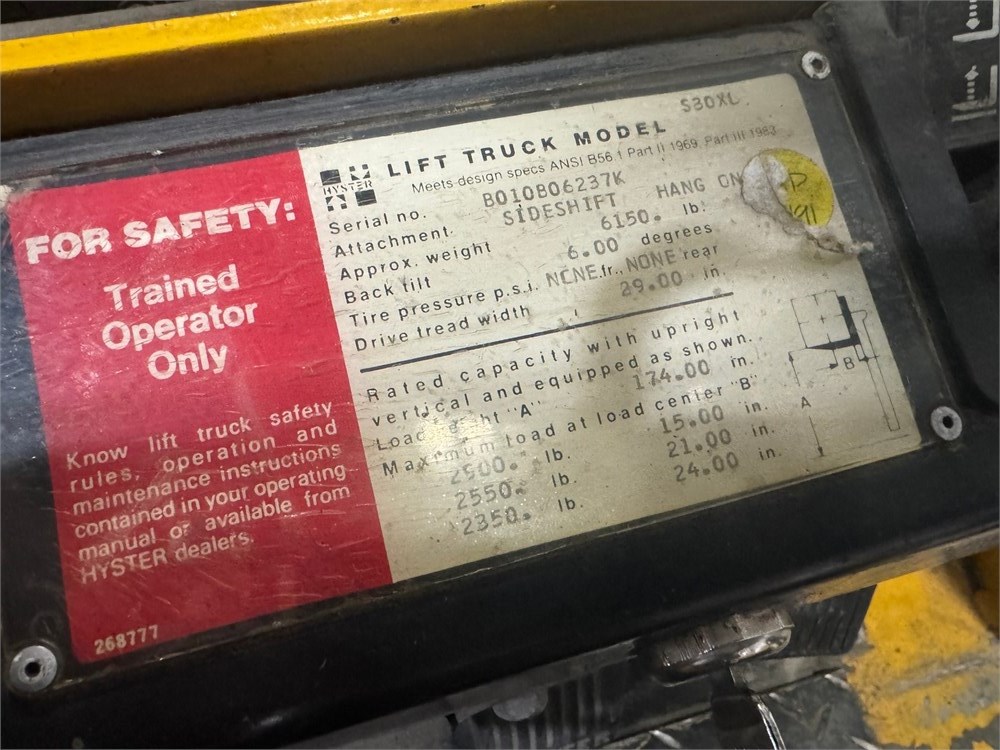 FOR SAFETY:
Trained
Operator
Only
Know lift truck safety
rules, operation and
maintenance instructions
contained in your operating
manual or available from
HYSTER dealers.
268777
HYSTER
LIFT TRUCK MODEL S30XL
Meets design specs ANSI B56.1 Part II 1969, Part III 1983
Serial no. B010B06237K
Attachment SIDESHIFT HANG ON
Approx. weight 6150. lb.
Back tilt 6.00 degrees
Tire pressure p.s.i. NONE fr., NONE rear
Drive tread width 29.00 in.
Rated capacity with upright
vertical and equipped as shown.
Load height "A" 174.00 in.
Maximum load at load center "B"
lb. 15.00 in.
2550. lb. 21.00 in.
2350. lb. 24.00 in.
B
A